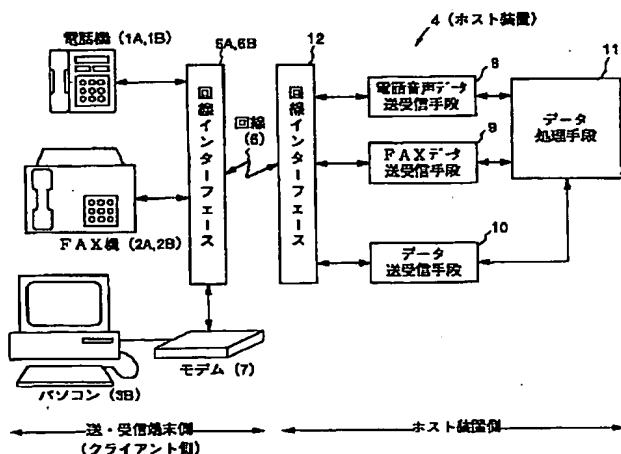 電話機 (1A,1B)
FAX機 (2A,2B)
パソコン (3B)
モデム (7)
5A,5B
回線インターフェース
回線
(6)
12
回線インターフェース
4 (ホスト装置)
8
電話音声データ
送受信手段
9
FAXデータ
送受信手段
10
データ
送受信手段
11
データ
処理手段
送・受信端末側
(クライアント側)
ホスト装置側